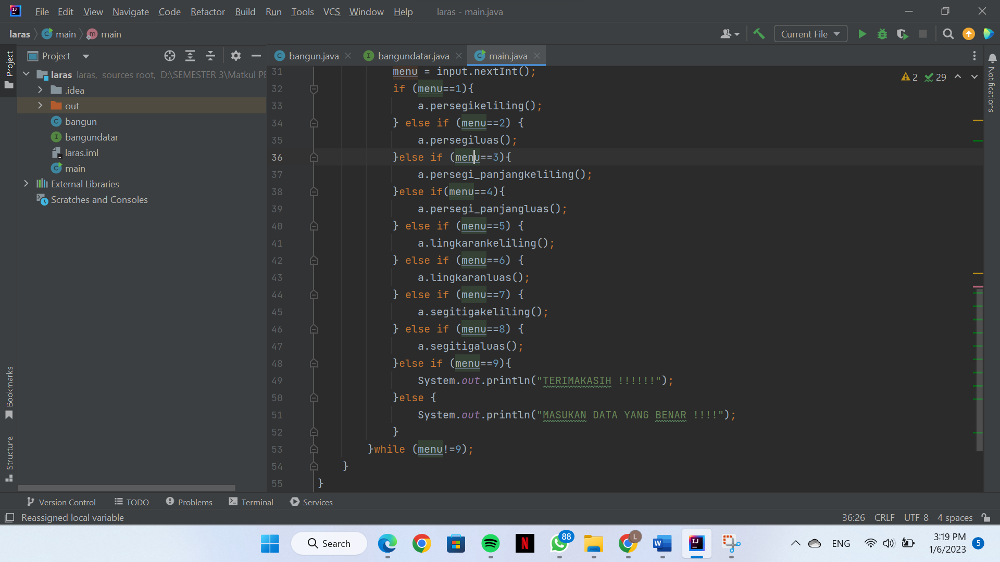 File Edit View Navigate Code Refactor Build Run Tools VCS Window Help laras - main.java
laras main main
Current File
Project
Project
laras laras, sources root, D:\SEMESTER 3\Matkul PE
.idea
out
bangun
bangundatar
laras.iml
main
External Libraries
Scratches and Consoles
Bookmarks
Structure
bangun.java bangundatar.java main.java
2 29
Notifications
31 menu = input.nextInt();
32 if (menu==1){
33 a.persegikeliling();
34 } else if (menu==2) {
35 a.persegiluas();
36 }else if (menu==3){
37 a.persegi_panjangkeliling();
38 }else if(menu==4){
39 a.persegi_panjangluas();
40 } else if (menu==5) {
41 a.lingkarankeliling();
42 } else if (menu==6) {
43 a.lingkaranluas();
44 } else if (menu==7) {
45 a.segitigakeliling();
46 } else if (menu==8) {
47 a.segitigaluas();
48 }else if (menu==9){
49 System.out.println("TERIMAKASIH !!!!!!");
50 }else {
51 System.out.println("MASUKAN DATA YANG BENAR !!!!");
52 }
53 }while (menu!=9);
54 }
55 }
Version Control TODO Problems Terminal Services
Reassigned local variable 36:26 CRLF UTF-8 4 spaces
Search 88 L ENG 3:19 PM
1/6/2023 5